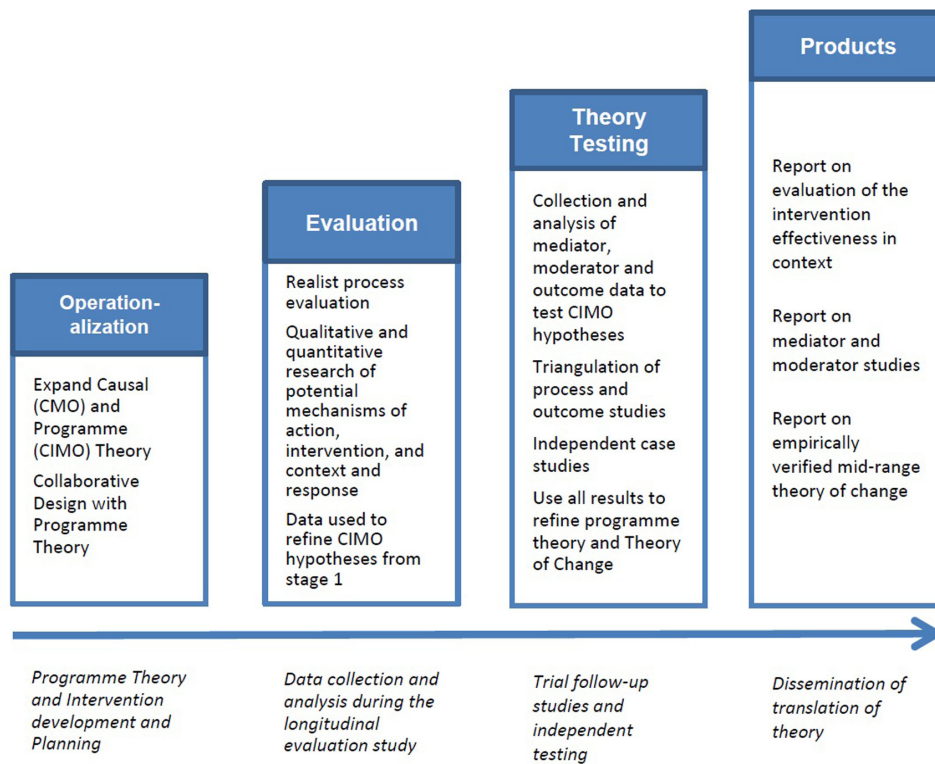 Operation-
alization
Expand Causal
(CMO) and
Programme
(CIMO) Theory
Collaborative
Design with
Programme
Theory
Programme Theory
and Intervention
development and
Planning
Evaluation
Realist process
evaluation
Qualitative and
quantitative
research of
potential
mechanisms of
action,
intervention, and
context and
response
Data used to
refine CIMO
hypotheses from
stage 1
Data collection and
analysis during the
longitudinal
evaluation study
Theory
Testing
Collection and
analysis of
mediator,
moderator and
outcome data to
test CIMO
hypotheses
Triangulation of
process and
outcome studies
Independent case
studies
Use all results to
refine programme
theory and Theory
of Change
Trial follow-up
studies and
independent
testing
Products
Report on
evaluation of the
intervention
effectiveness in
context
Report on
mediator and
moderator studies
Report on
empirically
verified mid-range
theory of change
Dissemination of
translation of
theory